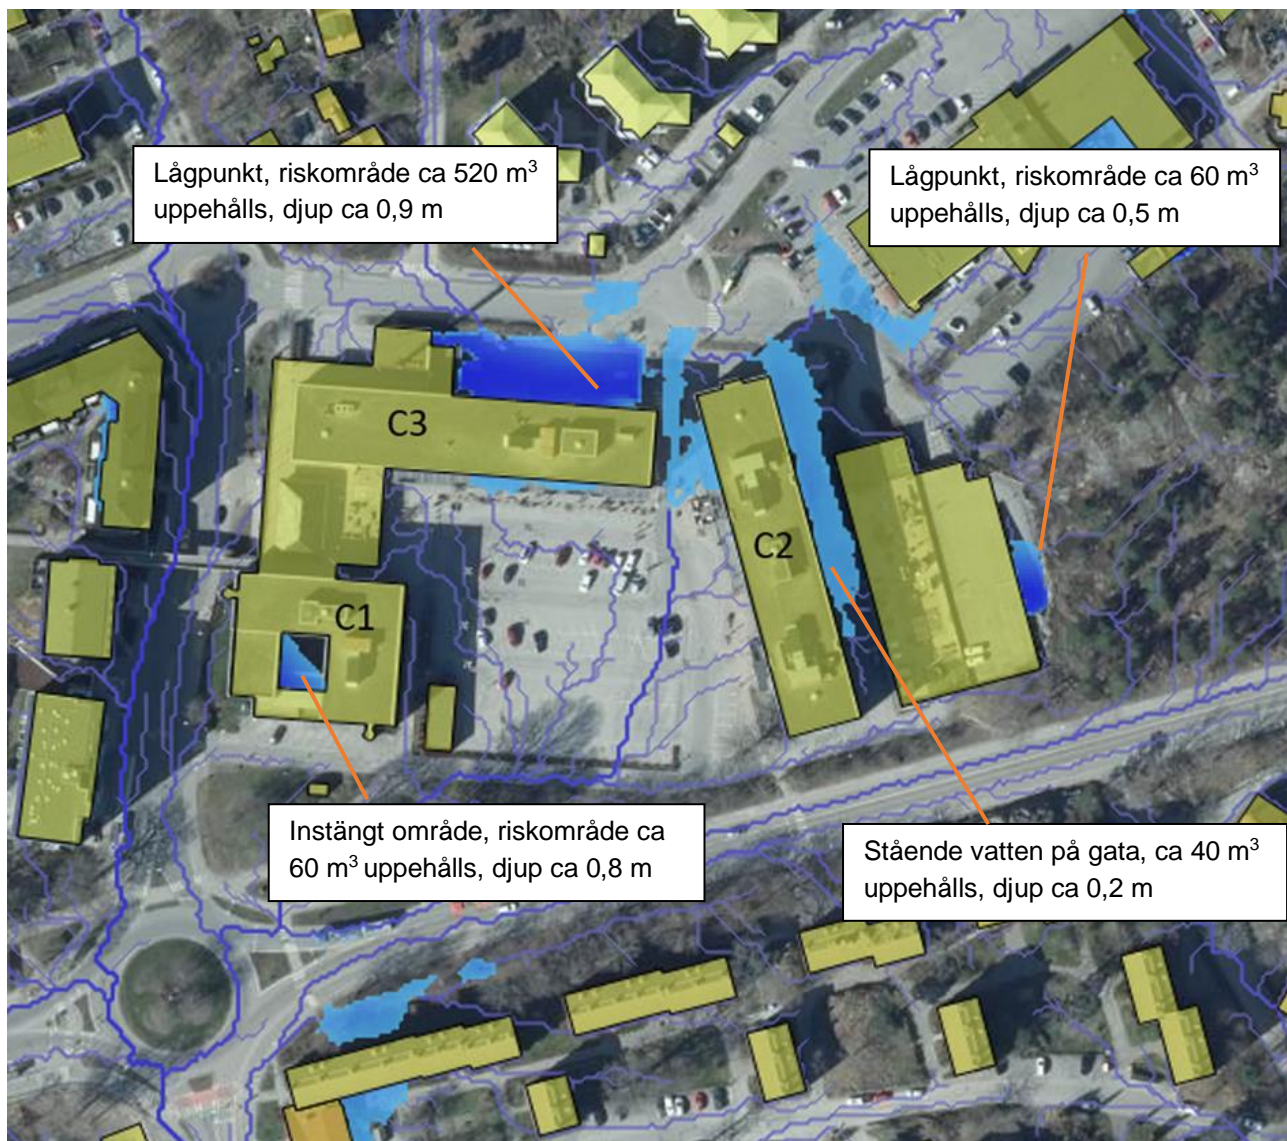 Lågpunkt, riskområde ca 520 m³
uppehålls, djup ca 0,9 m
Lågpunkt, riskområde ca 60 m³
uppehålls, djup ca 0,5 m
C3
C2
C1
Instängt område, riskområde ca
60 m³ uppehålls, djup ca 0,8 m
Stående vatten på gata, ca 40 m³
uppehålls, djup ca 0,2 m